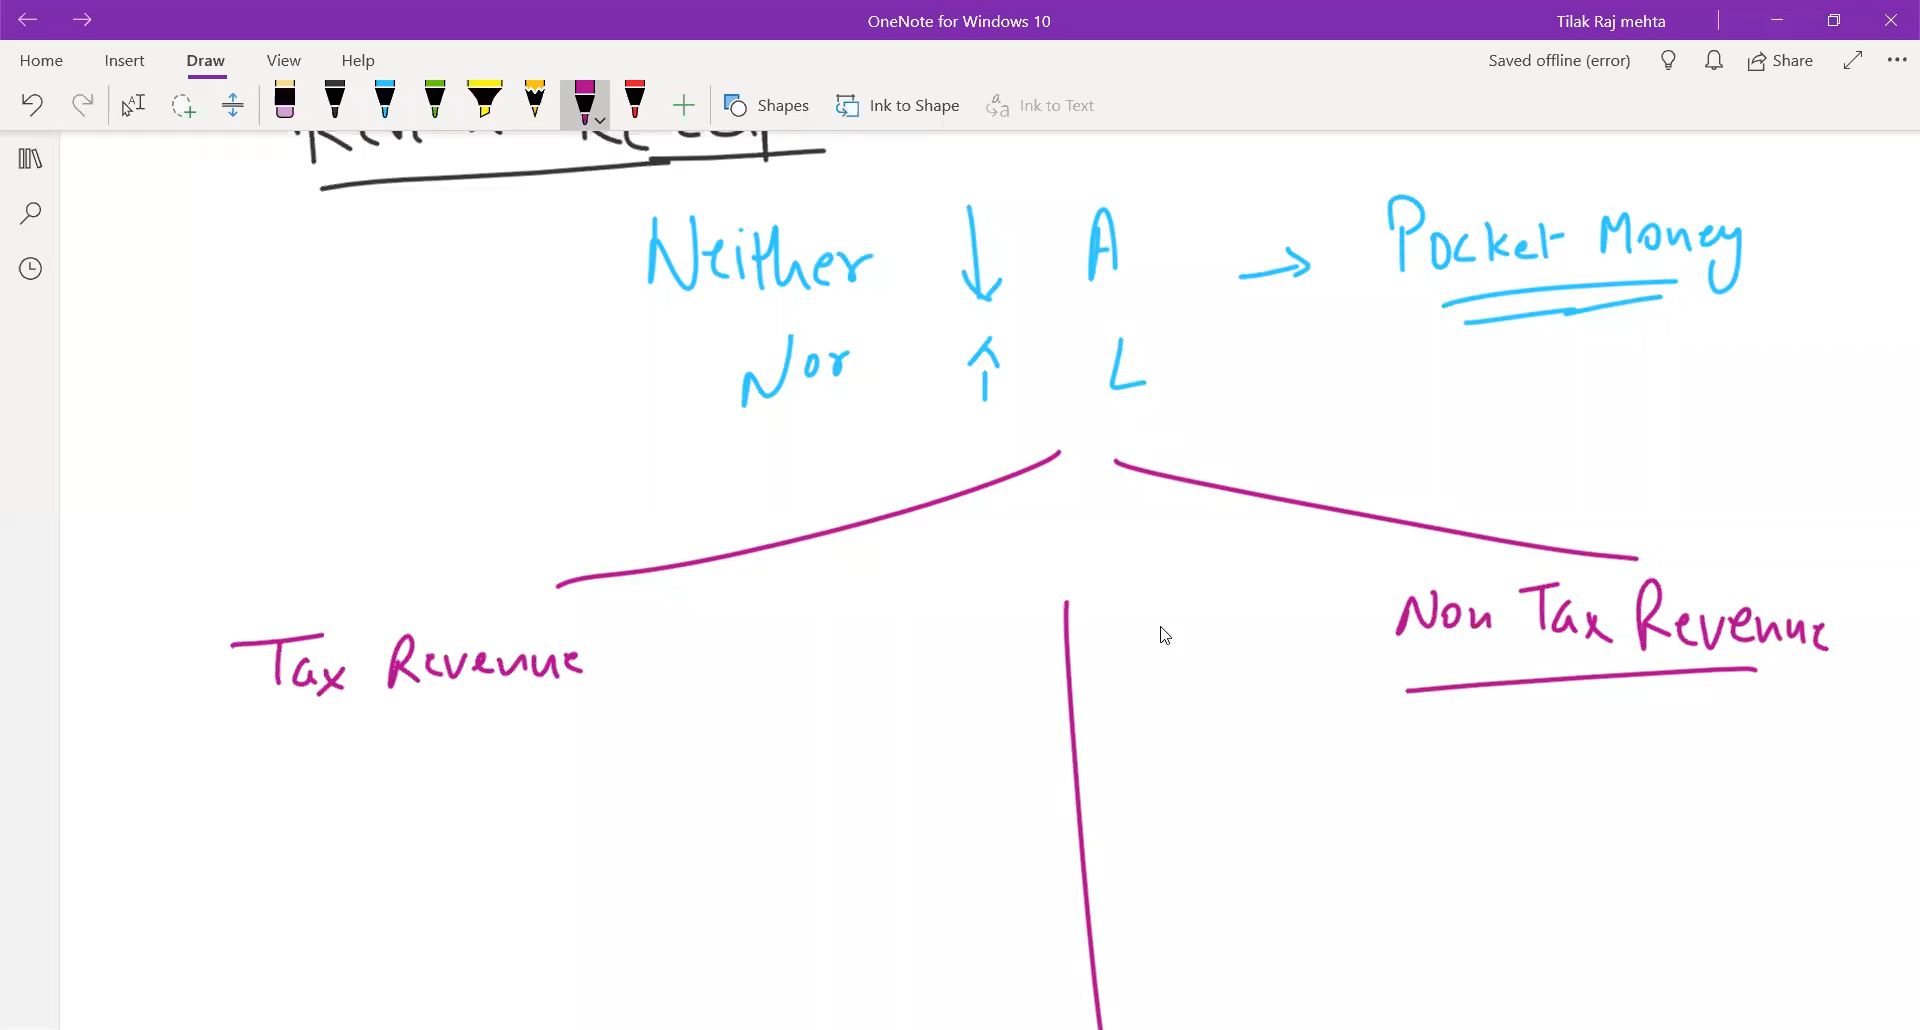 OneNote for Windows 10
Tilak Raj mehta
Home Insert Draw View Help
Saved offline (error) Share
Shapes Ink to Shape Ink to Text
Neither ↓ A → Pocket Money
Nor ↑ L
Tax Revenue
Non Tax Revenue